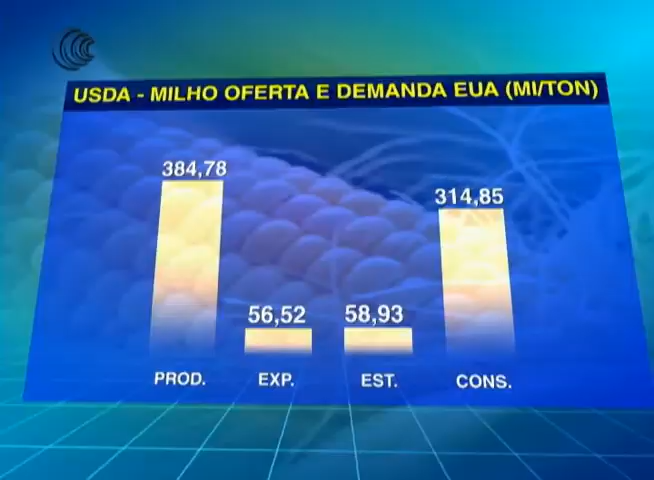 USDA - MILHO OFERTA E DEMANDA EUA (MI/TON)
384,78
314,85
56,52
58,93
PROD.
EXP.
EST.
CONS.